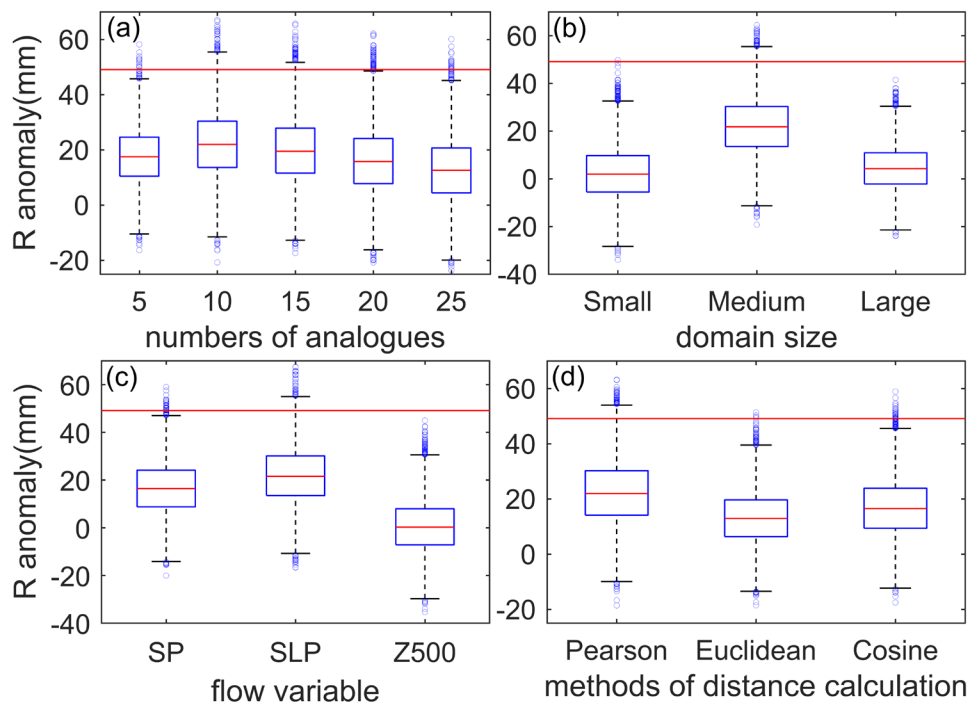 (a)
R anomaly(mm)
60
40
20
0
-20
5 10 15 20 25
numbers of analogues
(b)
60
40
20
0
-20
-40
Small Medium Large
domain size
(c)
R anomaly(mm)
60
40
20
0
-20
-40
SP SLP Z500
flow variable
(d)
60
40
20
0
-20
Pearson Euclidean Cosine
methods of distance calculation